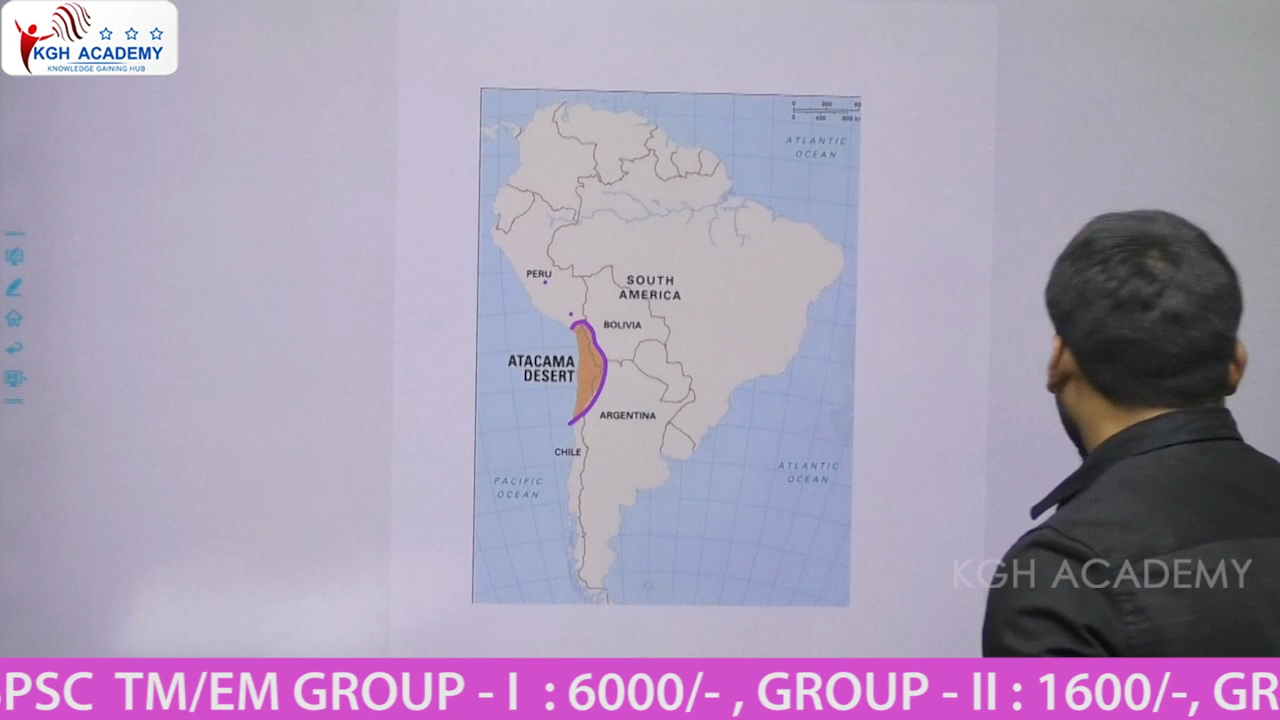 KGH ACADEMY
KNOWLEDGE GAINING HUB
ATLANTIC
OCEAN
PERU
SOUTH
AMERICA
BOLIVIA
ATACAMA
DESERT
ARGENTINA
CHILE
PACIFIC
OCEAN
ATLANTIC
OCEAN
KGH ACADEMY
PSC TM/EM GROUP - I : 6000/- , GROUP - II : 1600/-, GR